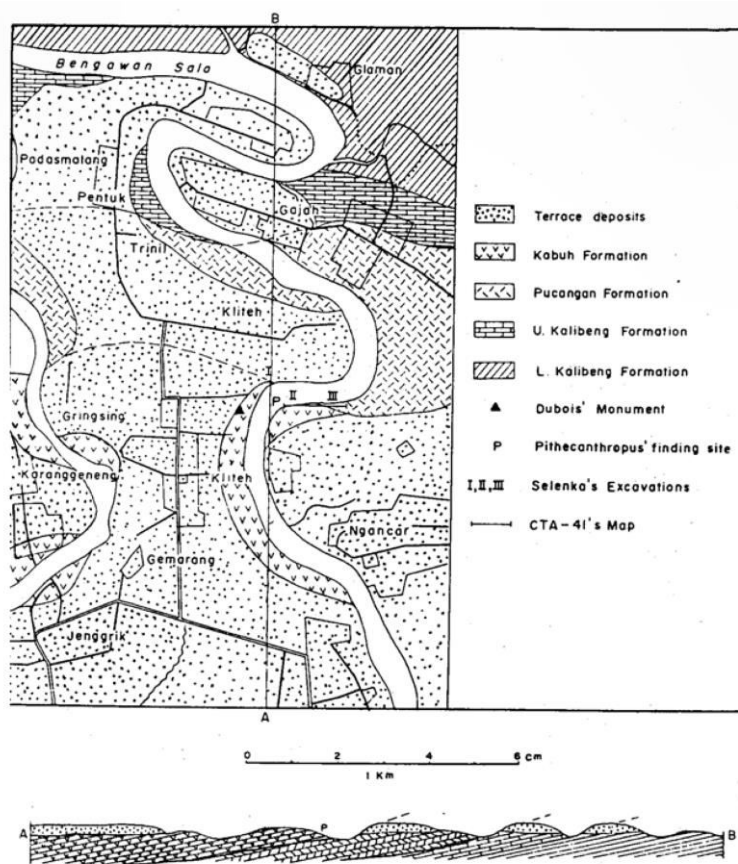 B
Bengawan Sala
Glaman
Padasmalang
Pentuk
Gajah
Trinil
Kliteh
I
P II III
Gringsing
Karanggeneng
Kliteh
Ngancar
Gemarang
Jenggrik
A
Terrace deposits
Kabuh Formation
Pucangan Formation
U. Kalibeng Formation
L. Kalibeng Formation
Dubois' Monument
P Pithecanthropus' finding site
I,II,III Selenka's Excavations
CTA-41's Map
0 2 4 6 cm
1 Km
A P B